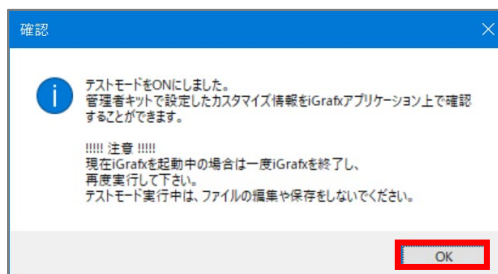 確認
テストモードをONにしました。
管理者キットで設定したカスタマイズ情報をiGrafxアプリケーション上で確認
することができます。
!!!!! 注意 !!!!!
現在iGrafxを起動中の場合は一度iGrafxを終了し、
再度実行して下さい。
テストモード実行中は、ファイルの編集や保存をしないでください。
OK